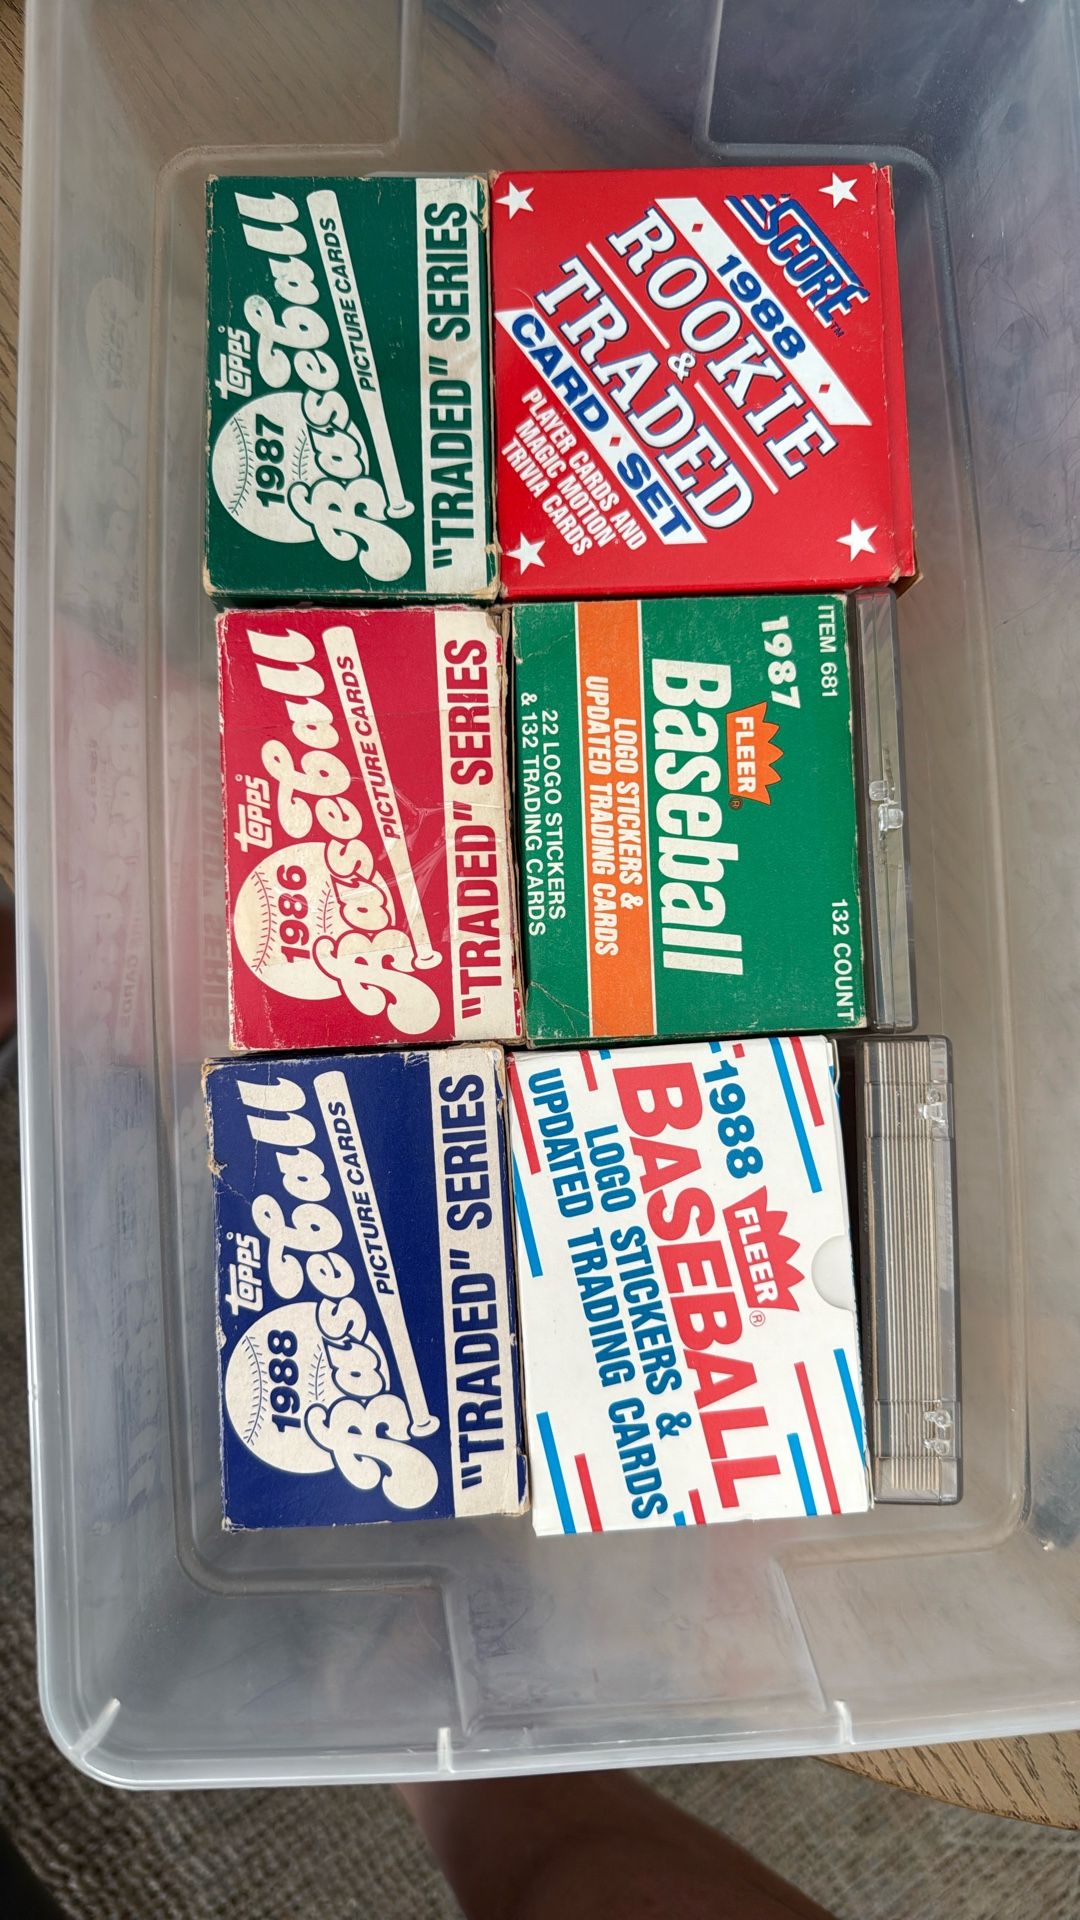 TOPPS
1987
Baseball
PICTURE CARDS
"TRADED" SERIES
SCORE™
1988
ROOKIE
&
TRADED
CARD SET
PLAYER CARDS AND
MAGIC MOTION
TRIVIA CARDS
TOPPS
1986
Baseball
PICTURE CARDS
"TRADED" SERIES
ITEM 681
132 COUNT
1987
FLEER®
Baseball
LOGO STICKERS &
UPDATED TRADING CARDS
22 LOGO STICKERS
& 132 TRADING CARDS
TOPPS
1988
Baseball
PICTURE CARDS
"TRADED" SERIES
1988
FLEER®
BASEBALL
LOGO STICKERS &
UPDATED TRADING CARDS